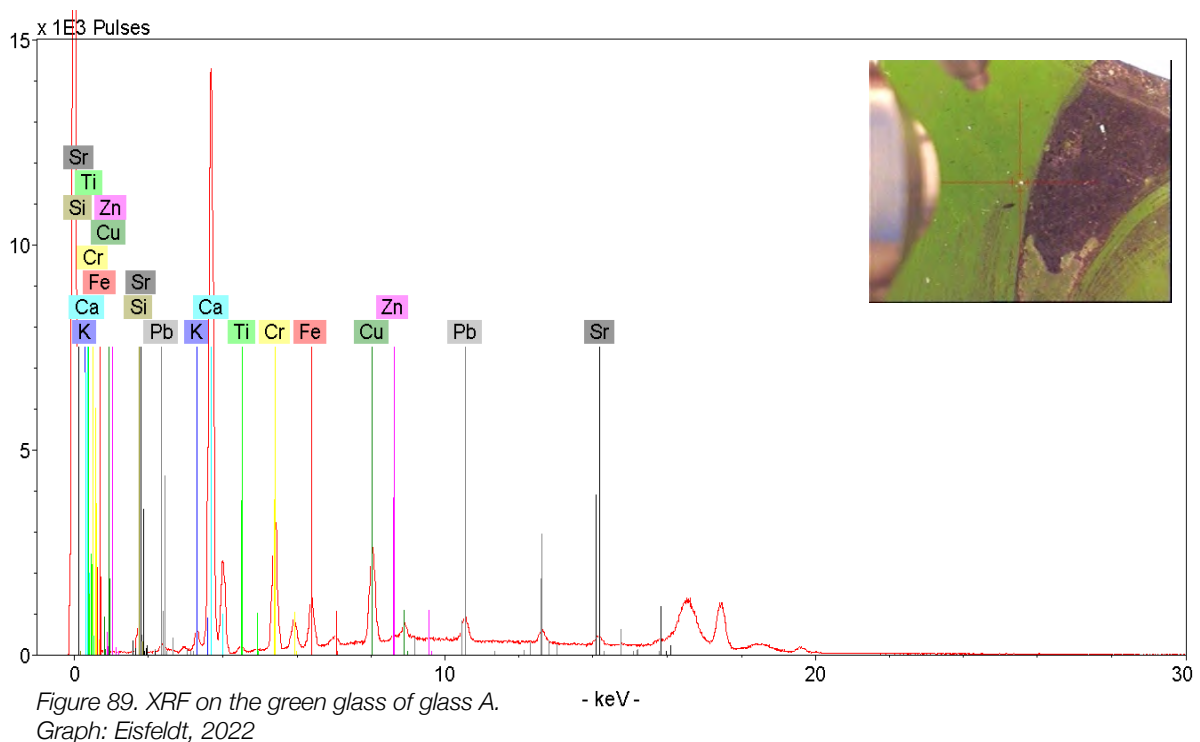 x 1E3 Pulses
15
10
5
0
Sr
Ti
Si Zn
Cu
Cr
Fe Sr
Ca Si Ca Zn
K Pb K Ti Cr Fe Cu Pb Sr
0 10 20 30
- keV -
Figure 89. XRF on the green glass of glass A.
Graph: Eisfeldt, 2022